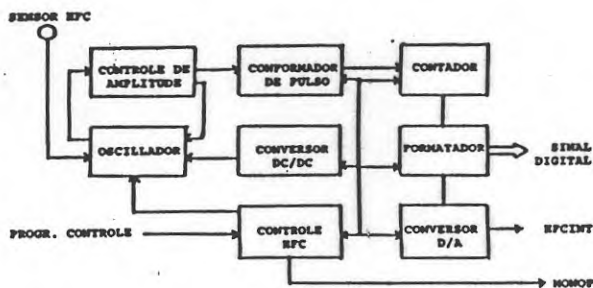 SENSOR HFC
CONTROLE DE
AMPLITUDE
CONFORMADOR
DE PULSO
CONTADOR
OSCILLADOR
CONVERSOR
DC/DC
FORMATADOR
SINAL
DIGITAL
PROGR. CONTROLE
CONTROLE
HFC
CONVERSOR
D/A
HFCINT
MONOF